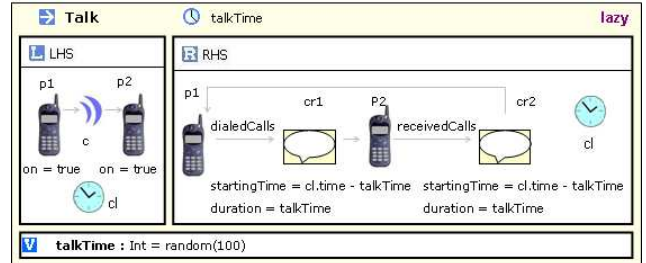 Talk talkTime lazy
L LHS
p1 p2
c
on = true on = true
cl
R RHS
p1 cr1 P2 cr2
dialedCalls receivedCalls
cl
startingTime = cl.time - talkTime startingTime = cl.time - talkTime
duration = talkTime duration = talkTime
V talkTime : Int = random(100)